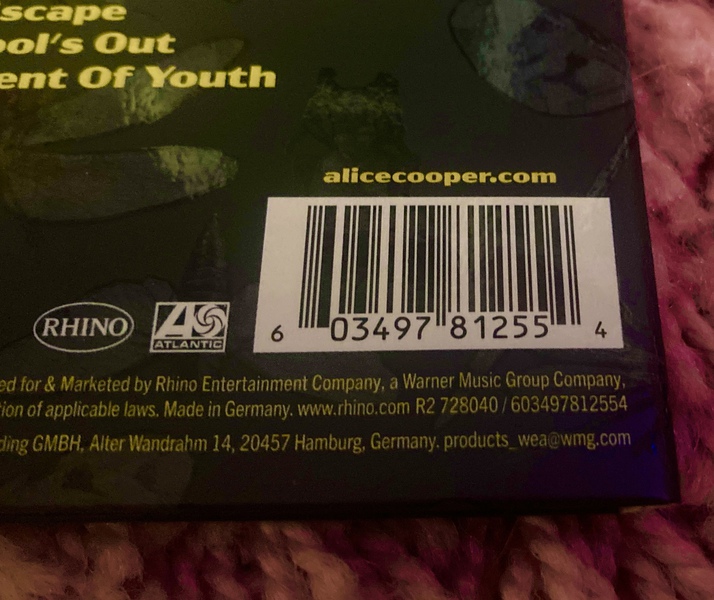 scape
ool's Out
ent Of Youth
alicecooper.com
6 03497 81255 4
RHINO
ATLANTIC
ed for & Marketed by Rhino Entertainment Company, a Warner Music Group Company,
ion of applicable laws. Made in Germany. www.rhino.com R2 728040 / 603497812554
ding GMBH, Alter Wandrahm 14, 20457 Hamburg, Germany. products_wea@wmg.com